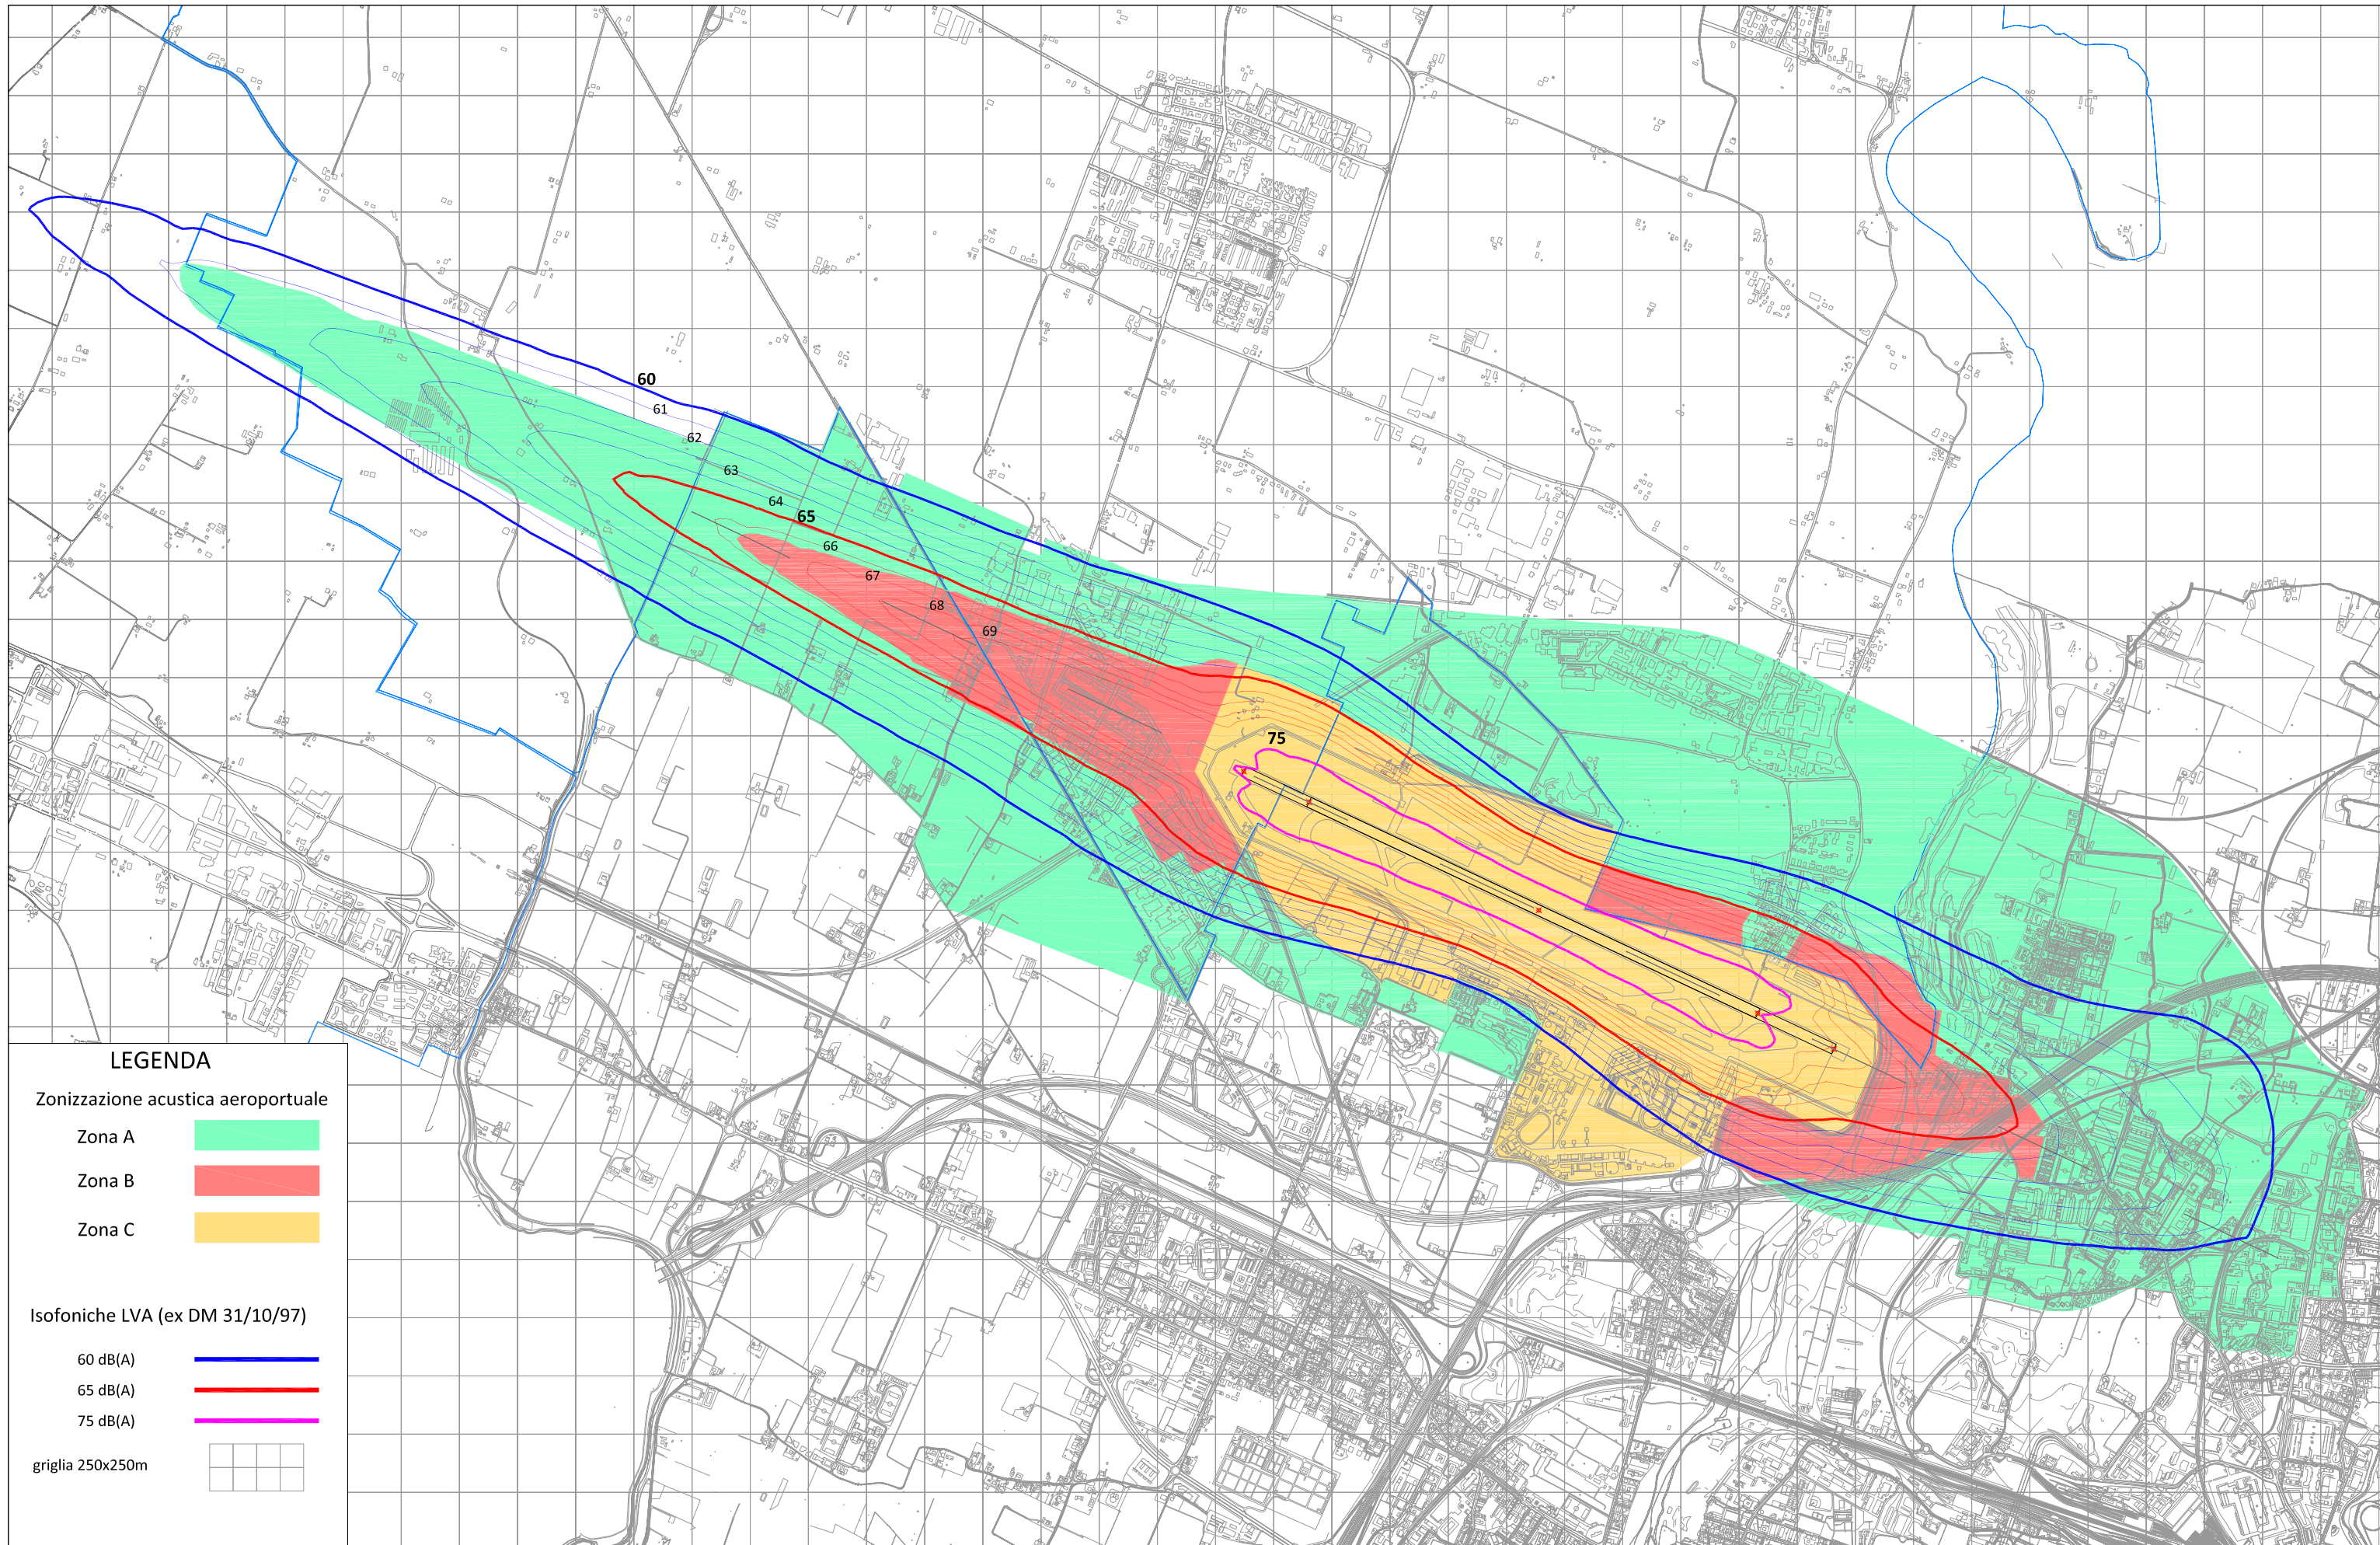 60
61
62
63
64
65
66
67
68
69
75
LEGENDA
Zonizzazione acustica aeroportuale
Zona A
Zona B
Zona C
Isofoniche LVA (ex DM 31/10/97)
60 dB(A)
65 dB(A)
75 dB(A)
griglia 250x250m